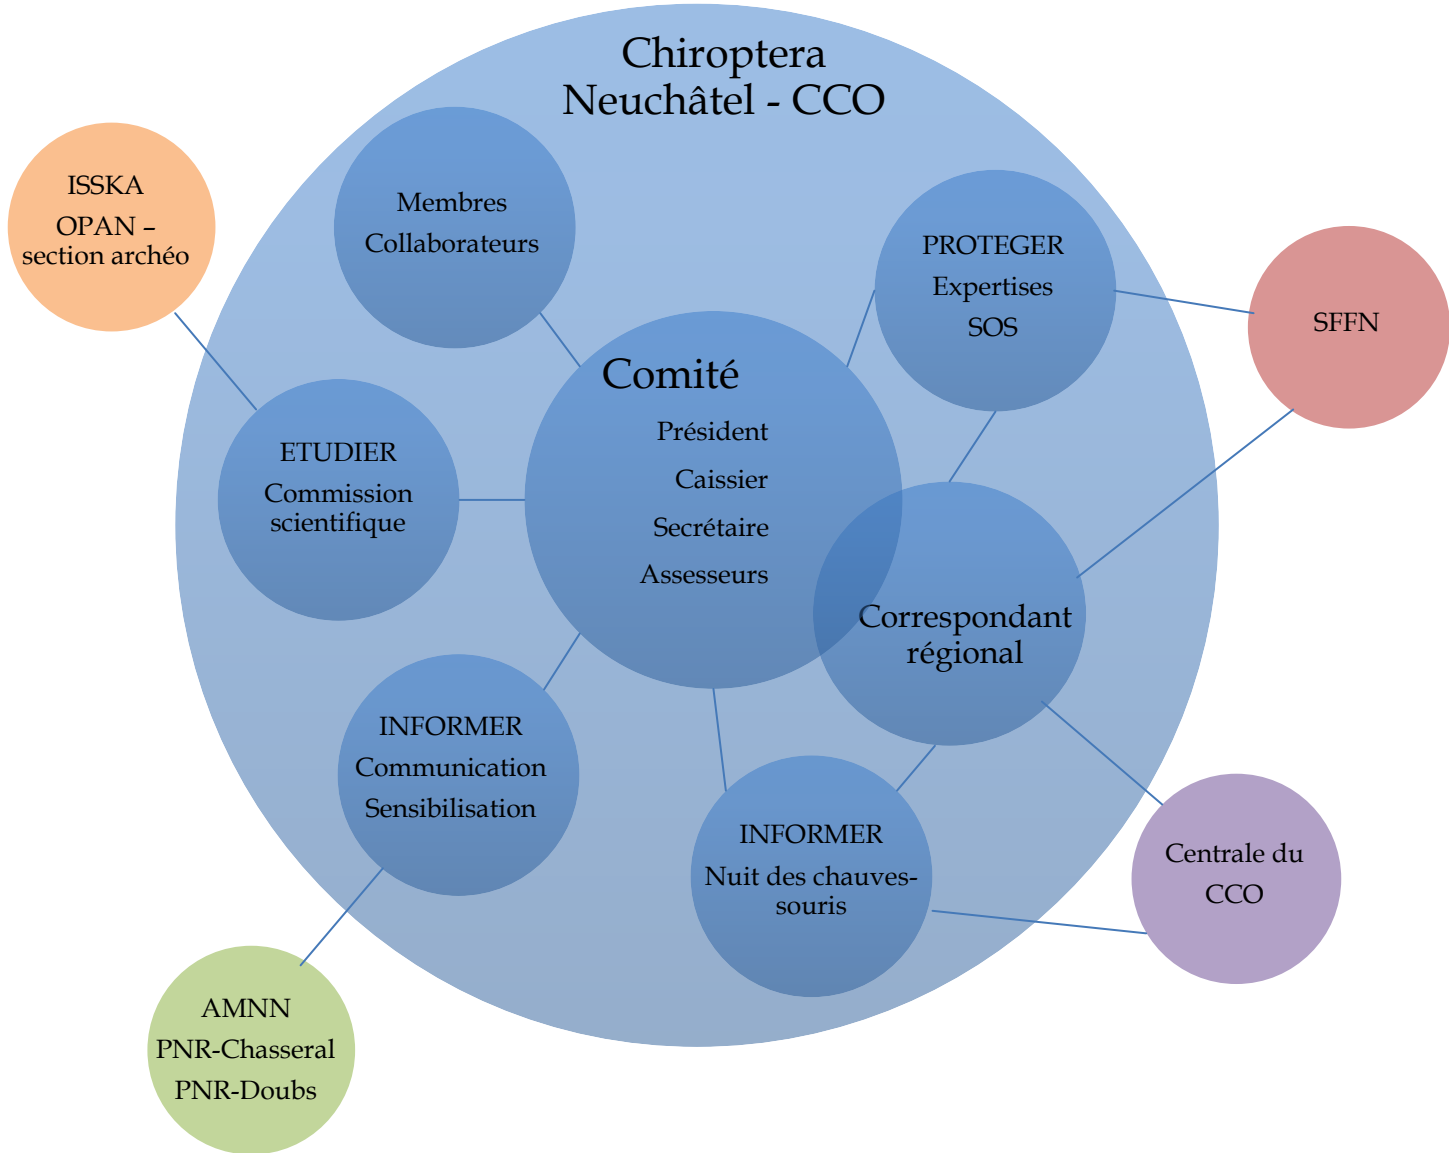 Chiroptera
Neuchâtel - CCO
ISSKA
OPAN –
section archéo
Membres
Collaborateurs
PROTEGER
Expertises
SOS
SFFN
Comité
Président
Caissier
Secrétaire
Assesseurs
ETUDIER
Commission
scientifique
Correspondant
régional
INFORMER
Communication
Sensibilisation
INFORMER
Nuit des chauves-
souris
Centrale du
CCO
AMNN
PNR-Chasseral
PNR-Doubs